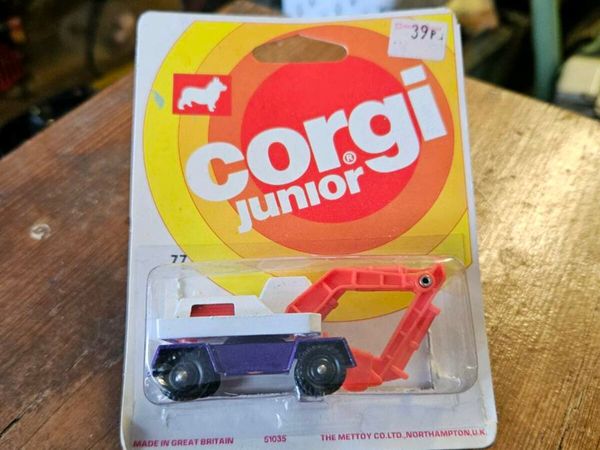 39P
corgi
®
junior
77
MADE IN GREAT BRITAIN 51035 THE METTOY CO.LTD.,NORTHAMPTON,U.K.